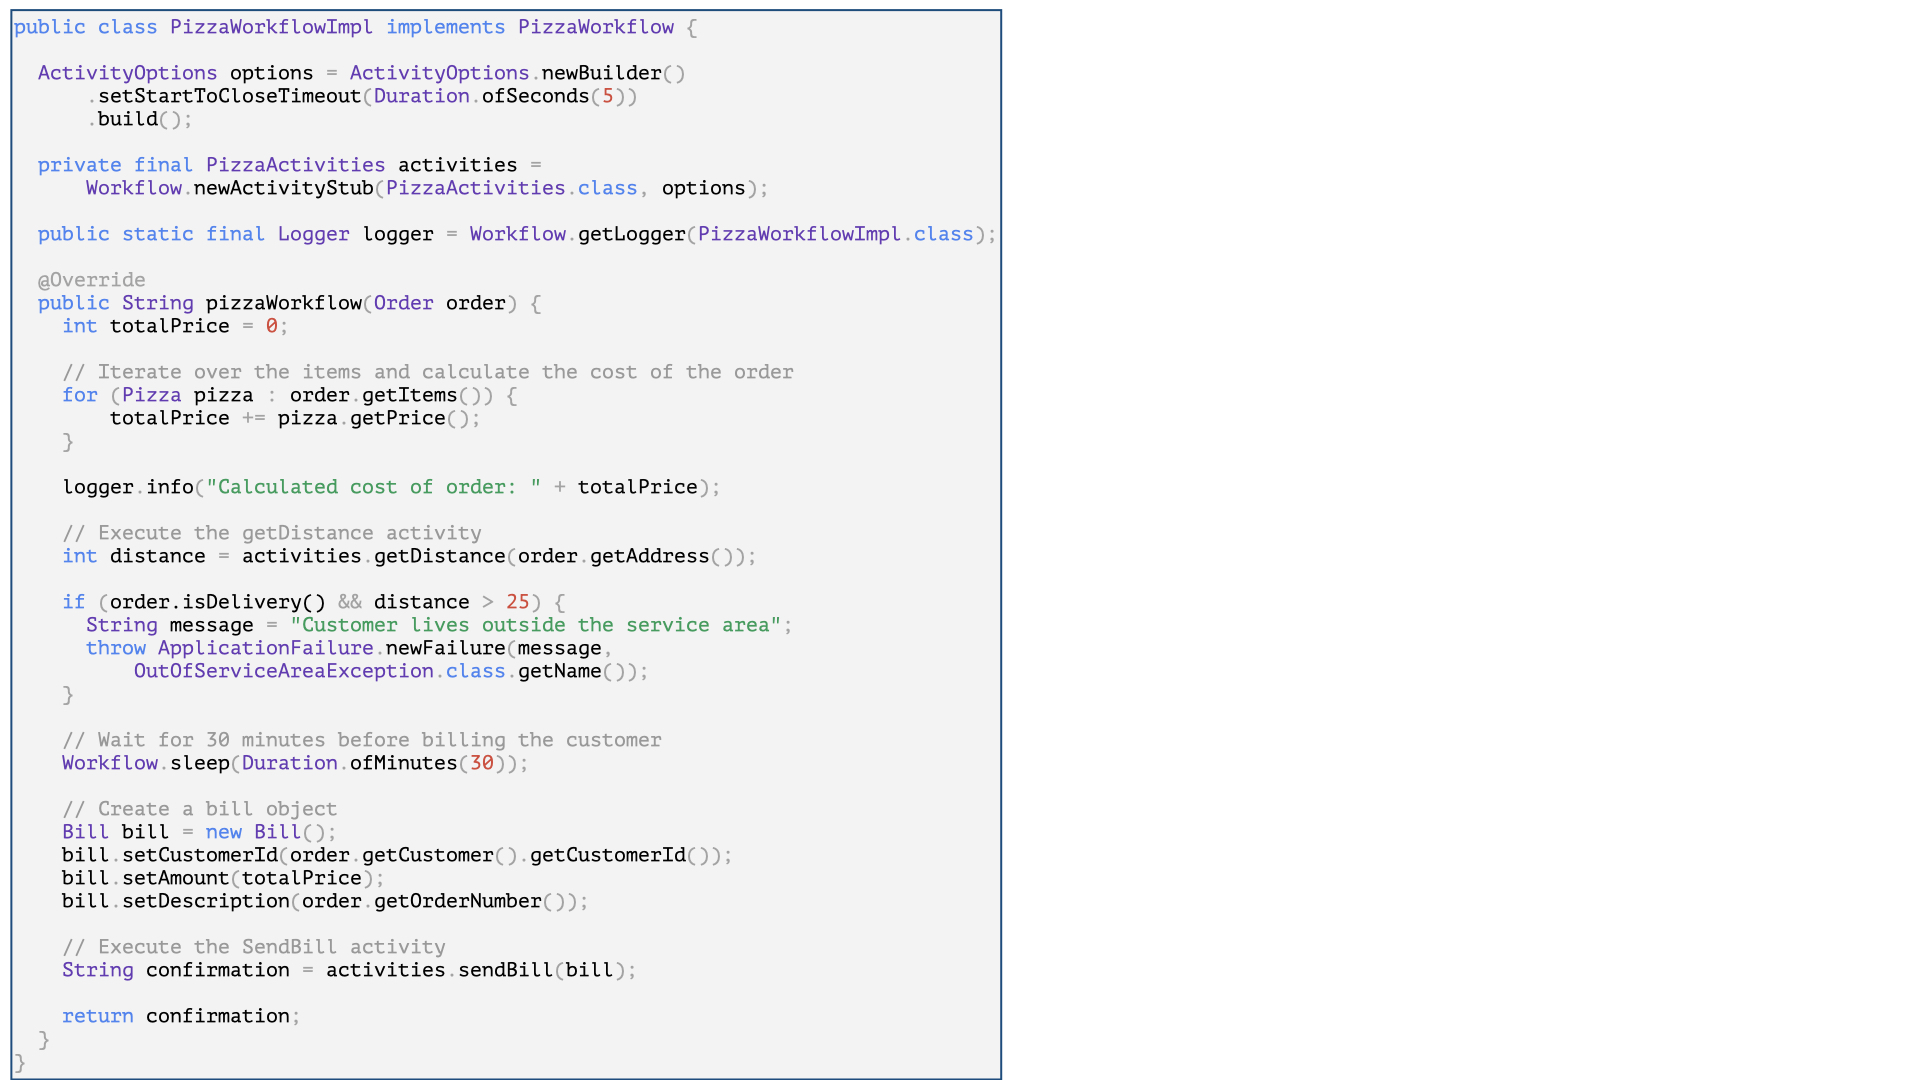 public class PizzaWorkflowImpl implements PizzaWorkflow {
ActivityOptions options = ActivityOptions.newBuilder()
.setStartToCloseTimeout(Duration.ofSeconds(5))
.build();
private final PizzaActivities activities =
Workflow.newActivityStub(PizzaActivities.class, options);
public static final Logger logger = Workflow.getLogger(PizzaWorkflowImpl.class);
@Override
public String pizzaWorkflow(Order order) {
int totalPrice = 0;
// Iterate over the items and calculate the cost of the order
for (Pizza pizza : order.getItems()) {
totalPrice += pizza.getPrice();
}
logger.info("Calculated cost of order: " + totalPrice);
// Execute the getDistance activity
int distance = activities.getDistance(order.getAddress());
if (order.isDelivery() && distance > 25) {
String message = "Customer lives outside the service area";
throw ApplicationFailure.newFailure(message,
OutOfServiceAreaException.class.getName());
}
// Wait for 30 minutes before billing the customer
Workflow.sleep(Duration.ofMinutes(30));
// Create a bill object
Bill bill = new Bill();
bill.setCustomerId(order.getCustomer().getCustomerId());
bill.setAmount(totalPrice);
bill.setDescription(order.getOrderNumber());
// Execute the SendBill activity
String confirmation = activities.sendBill(bill);
return confirmation;
}
}